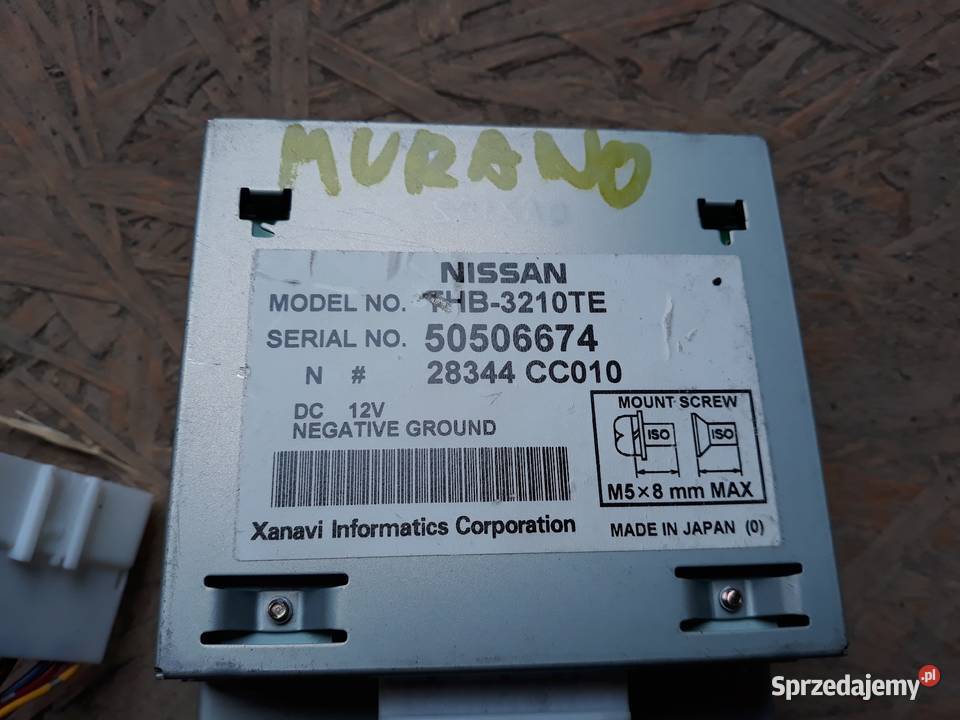 MURANO
NISSAN
MODEL NO. THB-3210TE
SERIAL NO. 50506674
N # 28344 CC010
DC 12V
NEGATIVE GROUND
MOUNT SCREW
ISO ISO
M5×8 mm MAX
Xanavi Informatics Corporation
MADE IN JAPAN (0)
Sprzedajemy.pl